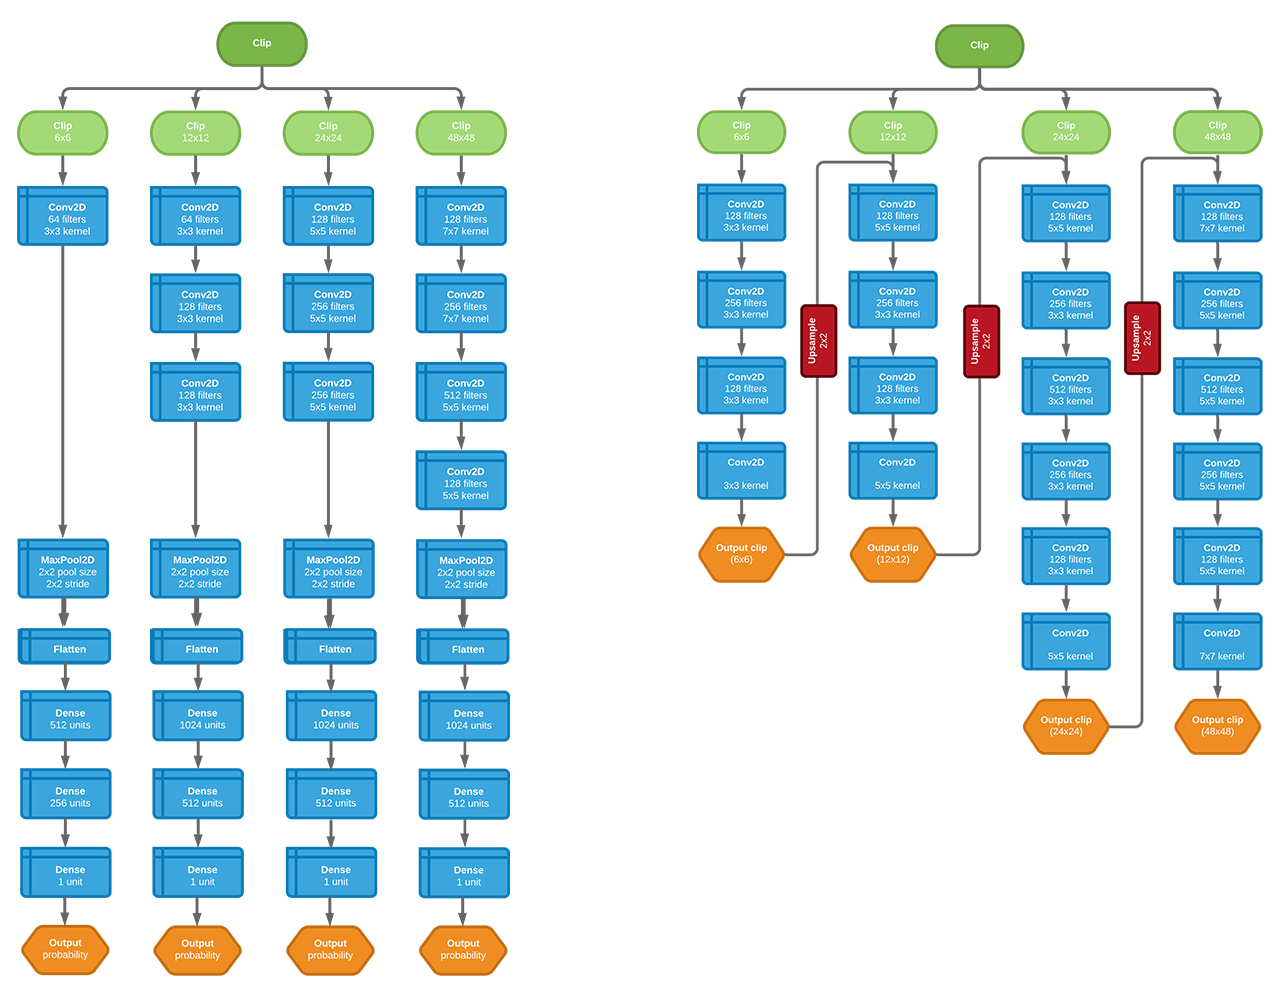 Clip
Clip
6x6
Clip
12x12
Clip
24x24
Clip
48x48
Conv2D
64 filters
3x3 kernel
Conv2D
64 filters
3x3 kernel
Conv2D
128 filters
5x5 kernel
Conv2D
128 filters
7x7 kernel
Conv2D
128 filters
3x3 kernel
Conv2D
256 filters
5x5 kernel
Conv2D
256 filters
7x7 kernel
Conv2D
128 filters
3x3 kernel
Conv2D
256 filters
5x5 kernel
Conv2D
512 filters
5x5 kernel
Conv2D
128 filters
5x5 kernel
MaxPool2D
2x2 pool size
2x2 stride
MaxPool2D
2x2 pool size
2x2 stride
MaxPool2D
2x2 pool size
2x2 stride
MaxPool2D
2x2 pool size
2x2 stride
Flatten
Flatten
Flatten
Flatten
Dense
512 units
Dense
1024 units
Dense
1024 units
Dense
1024 units
Dense
256 units
Dense
512 units
Dense
512 units
Dense
512 units
Dense
1 unit
Dense
1 unit
Dense
1 unit
Dense
1 unit
Output
probability
Output
probability
Output
probability
Output
probability
Clip
Clip
6x6
Clip
12x12
Clip
24x24
Clip
48x48
Conv2D
128 filters
3x3 kernel
Conv2D
128 filters
5x5 kernel
Conv2D
128 filters
5x5 kernel
Conv2D
128 filters
7x7 kernel
Conv2D
256 filters
3x3 kernel
Conv2D
256 filters
3x3 kernel
Conv2D
256 filters
3x3 kernel
Conv2D
256 filters
5x5 kernel
Upsample
2x2
Upsample
2x2
Upsample
2x2
Conv2D
128 filters
3x3 kernel
Conv2D
128 filters
3x3 kernel
Conv2D
512 filters
3x3 kernel
Conv2D
512 filters
5x5 kernel
Conv2D
3x3 kernel
Conv2D
5x5 kernel
Conv2D
256 filters
3x3 kernel
Conv2D
256 filters
5x5 kernel
Output clip
(6x6)
Output clip
(12x12)
Conv2D
128 filters
3x3 kernel
Conv2D
128 filters
5x5 kernel
Conv2D
5x5 kernel
Conv2D
7x7 kernel
Output clip
(24x24)
Output clip
(48x48)